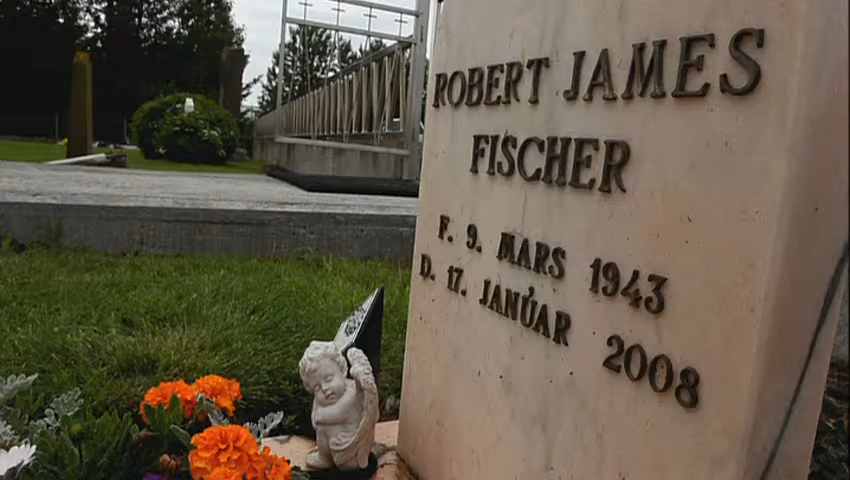 ROBERT JAMES
FISCHER
F. 9. MARS 1943
D. 17. JANÚAR 2008